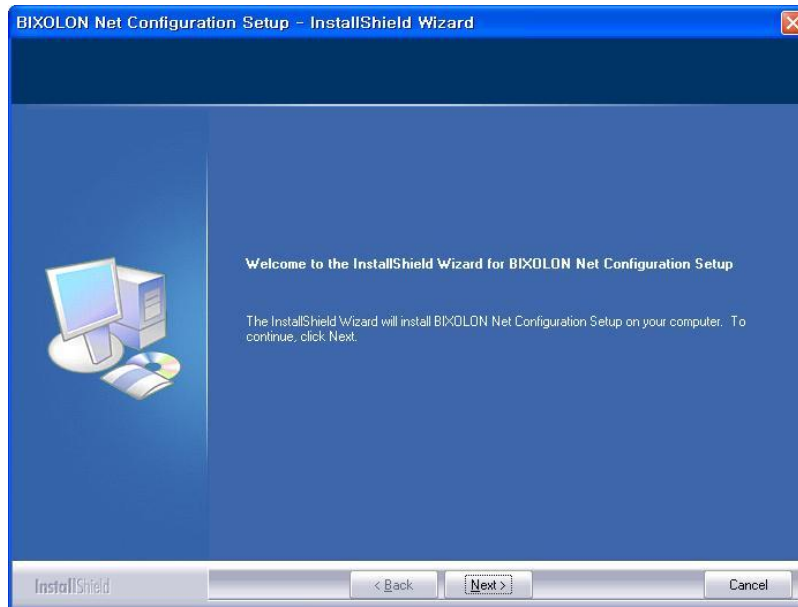 BIXOLON Net Configuration Setup - InstallShield Wizard
Welcome to the InstallShield Wizard for BIXOLON Net Configuration Setup
The InstallShield Wizard will install BIXOLON Net Configuration Setup on your computer. To
continue, click Next.
InstallShield
< Back
Next >
Cancel